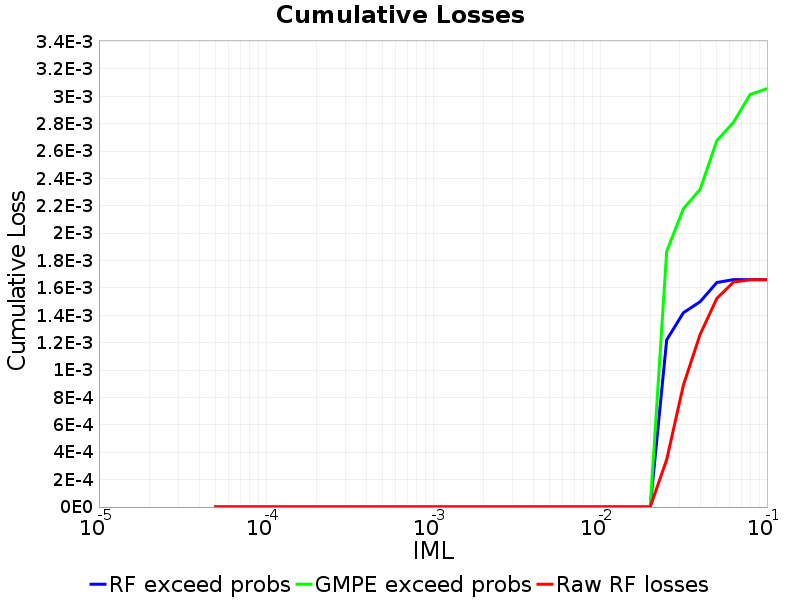 Cumulative Losses
3.4E-3
3.2E-3
3E-3
2.8E-3
2.6E-3
2.4E-3
2.2E-3
2E-3
1.8E-3
1.6E-3
1.4E-3
1.2E-3
1E-3
8E-4
6E-4
4E-4
2E-4
0E0
Cumulative Loss
10-5 10-4 10-3 10-2 10-1
IML
RF exceed probs GMPE exceed probs Raw RF losses